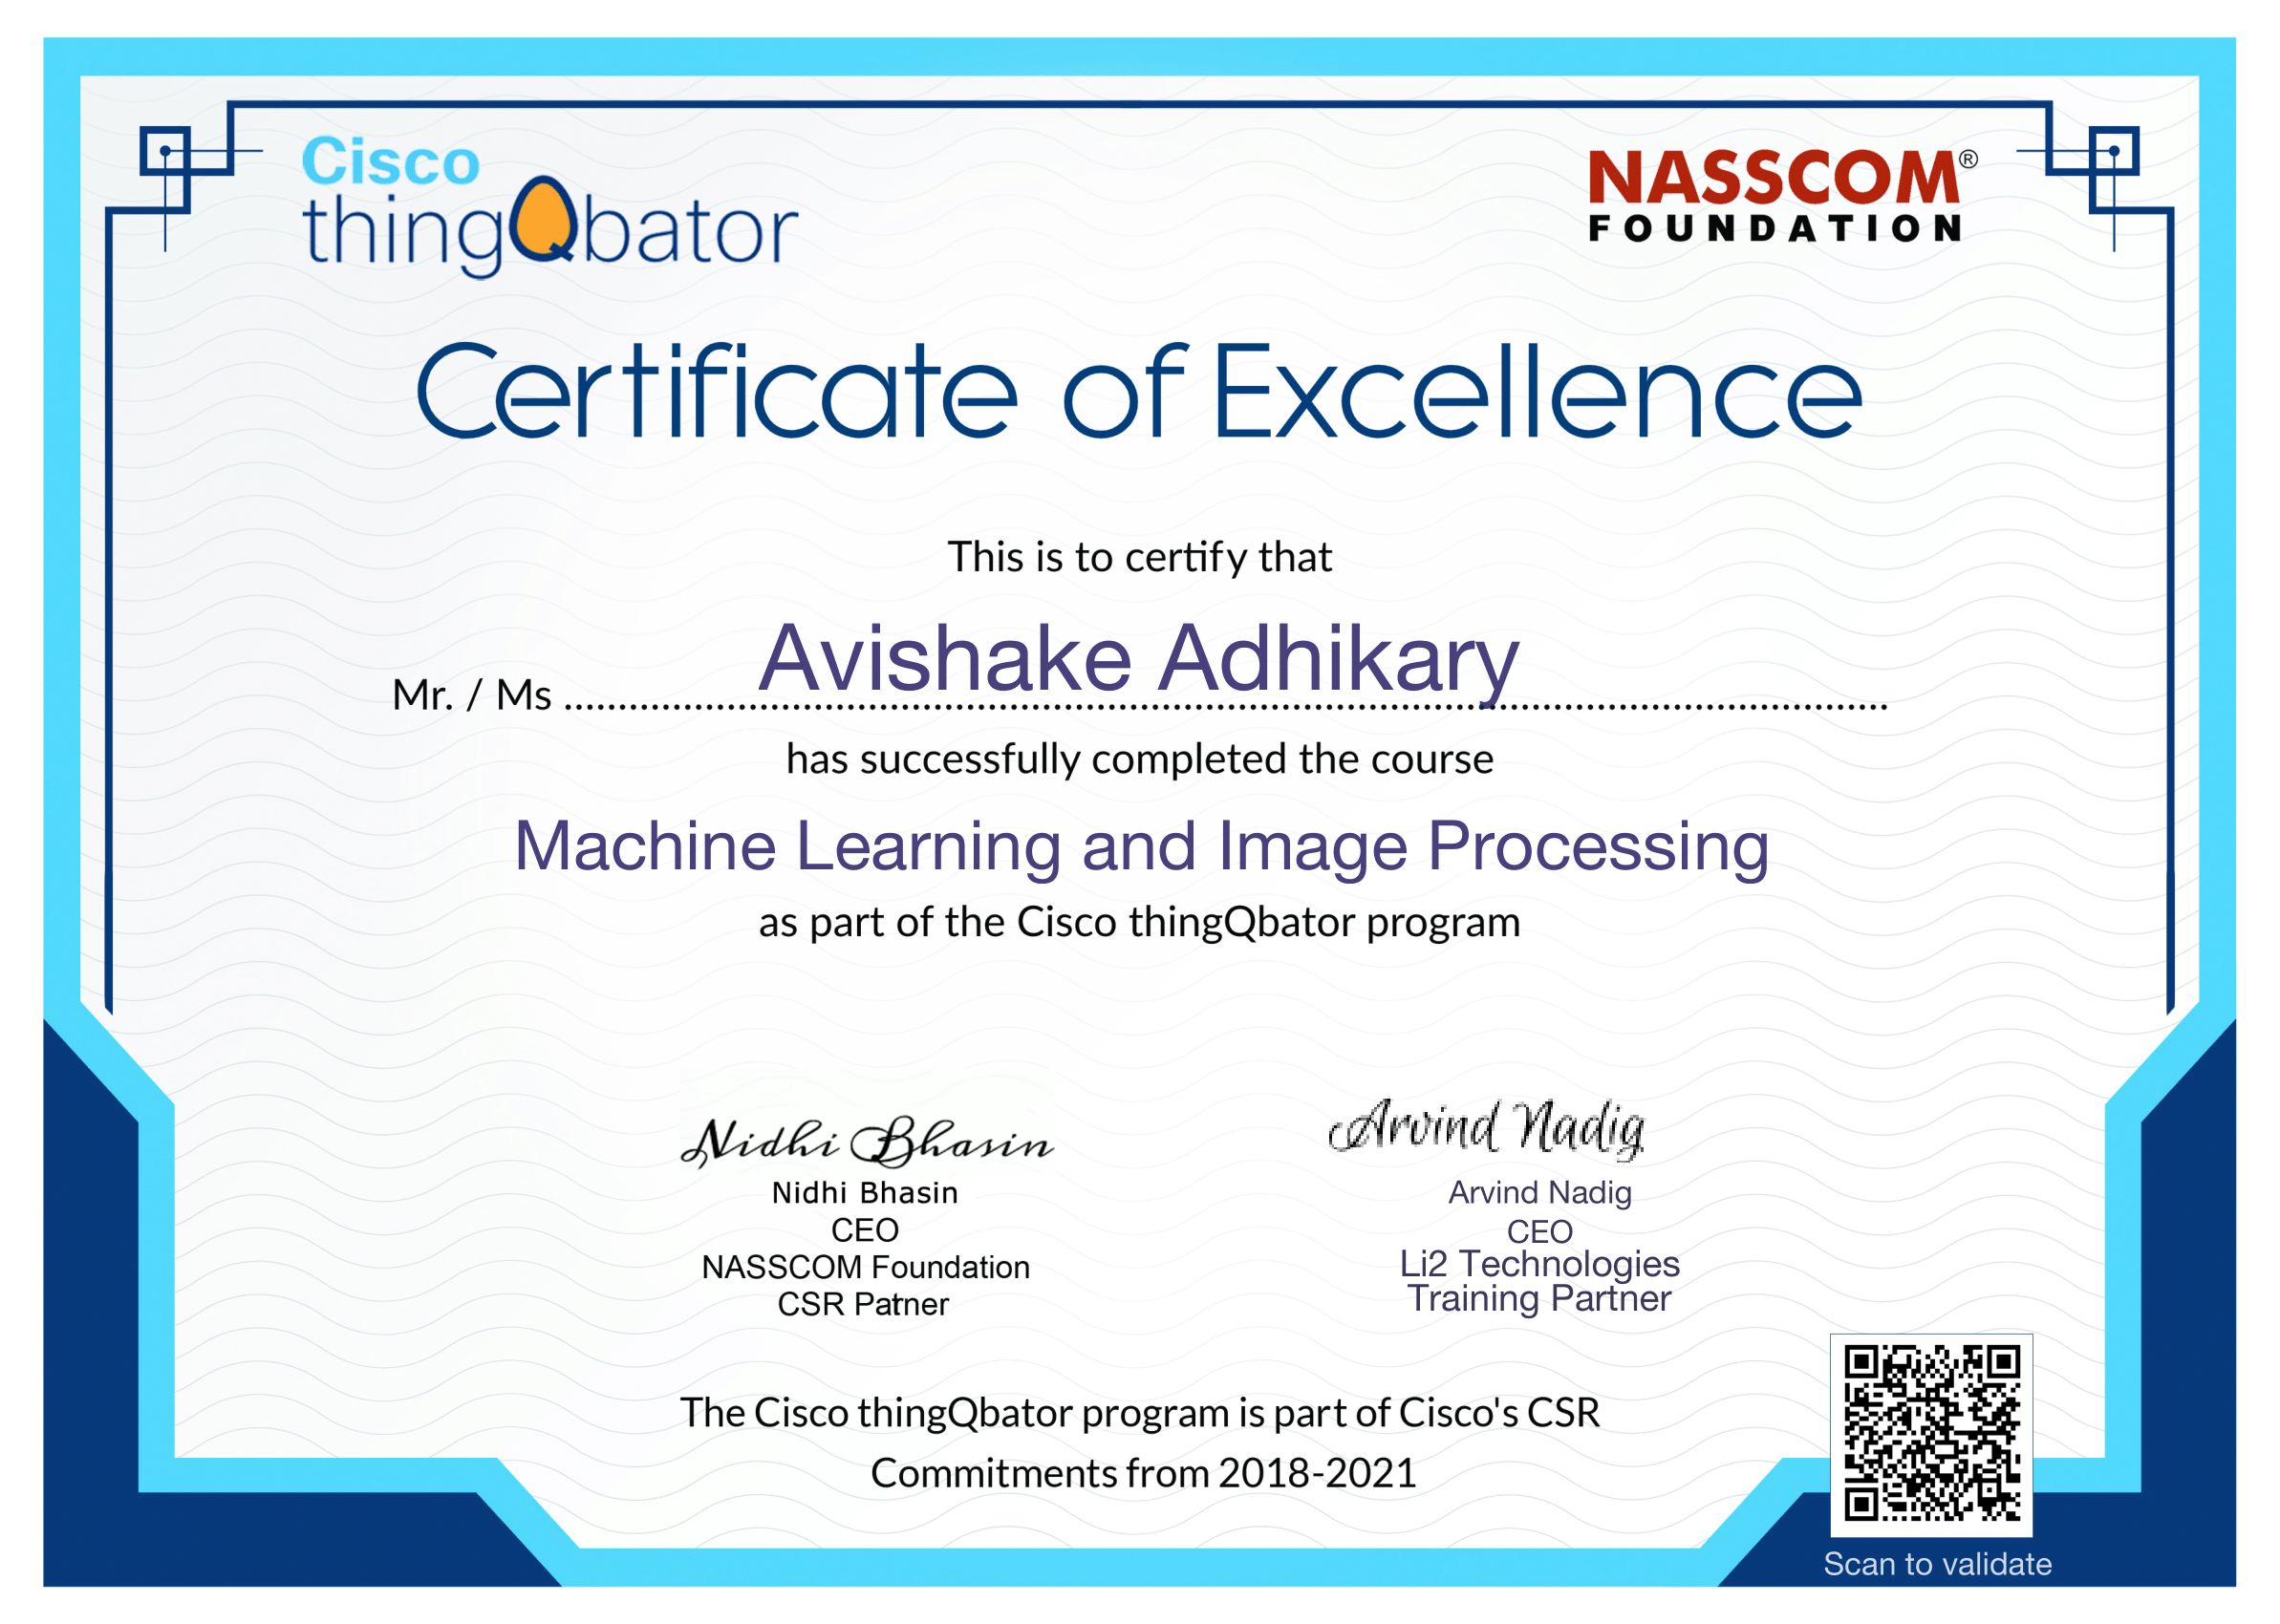 Cisco
thingQbator
NASSCOM®
FOUNDATION
Certificate of Excellence
This is to certify that
Avishake Adhikary
Mr. / Ms ........................................................................................................................
has successfully completed the course
Machine Learning and Image Processing
as part of the Cisco thingQbator program
Nidhi Bhasin
Nidhi Bhasin
CEO
NASSCOM Foundation
CSR Patner
Arvind Nadig
Arvind Nadig
CEO
Li2 Technologies
Training Partner
The Cisco thingQbator program is part of Cisco's CSR
Commitments from 2018-2021
Scan to validate